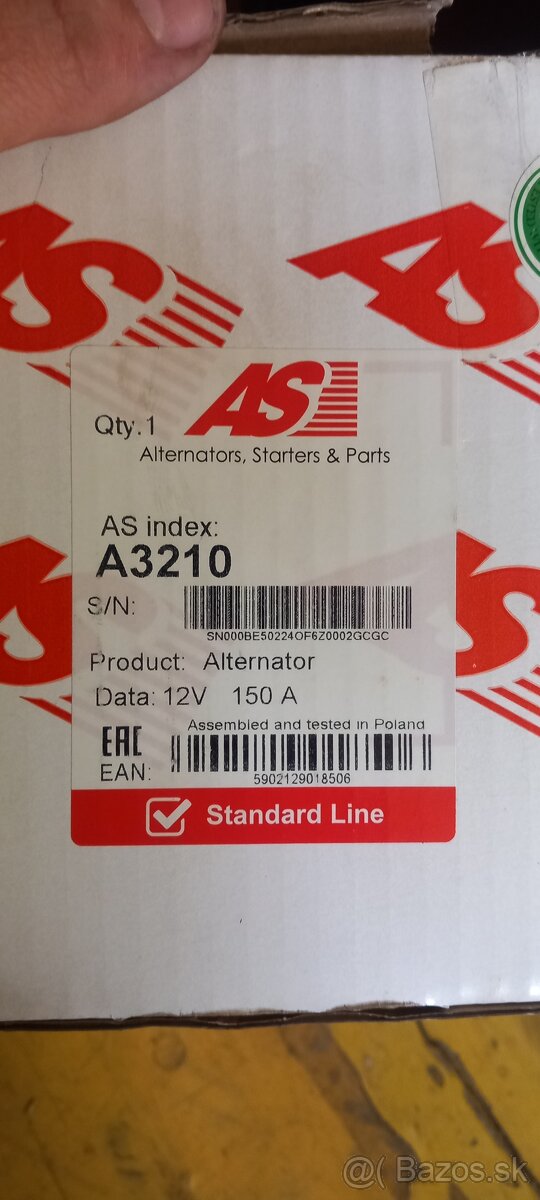 AS
AS
AS
Qty.1
Alternators, Starters & Parts
AS index:
A3210
S/N:
SN000BE50224OF6Z0002GCGC
Product: Alternator
Data: 12V 150 A
Assembled and tested in Poland
EAC
EAN:
5902129018506
Standard Line
@( Bazos.sk